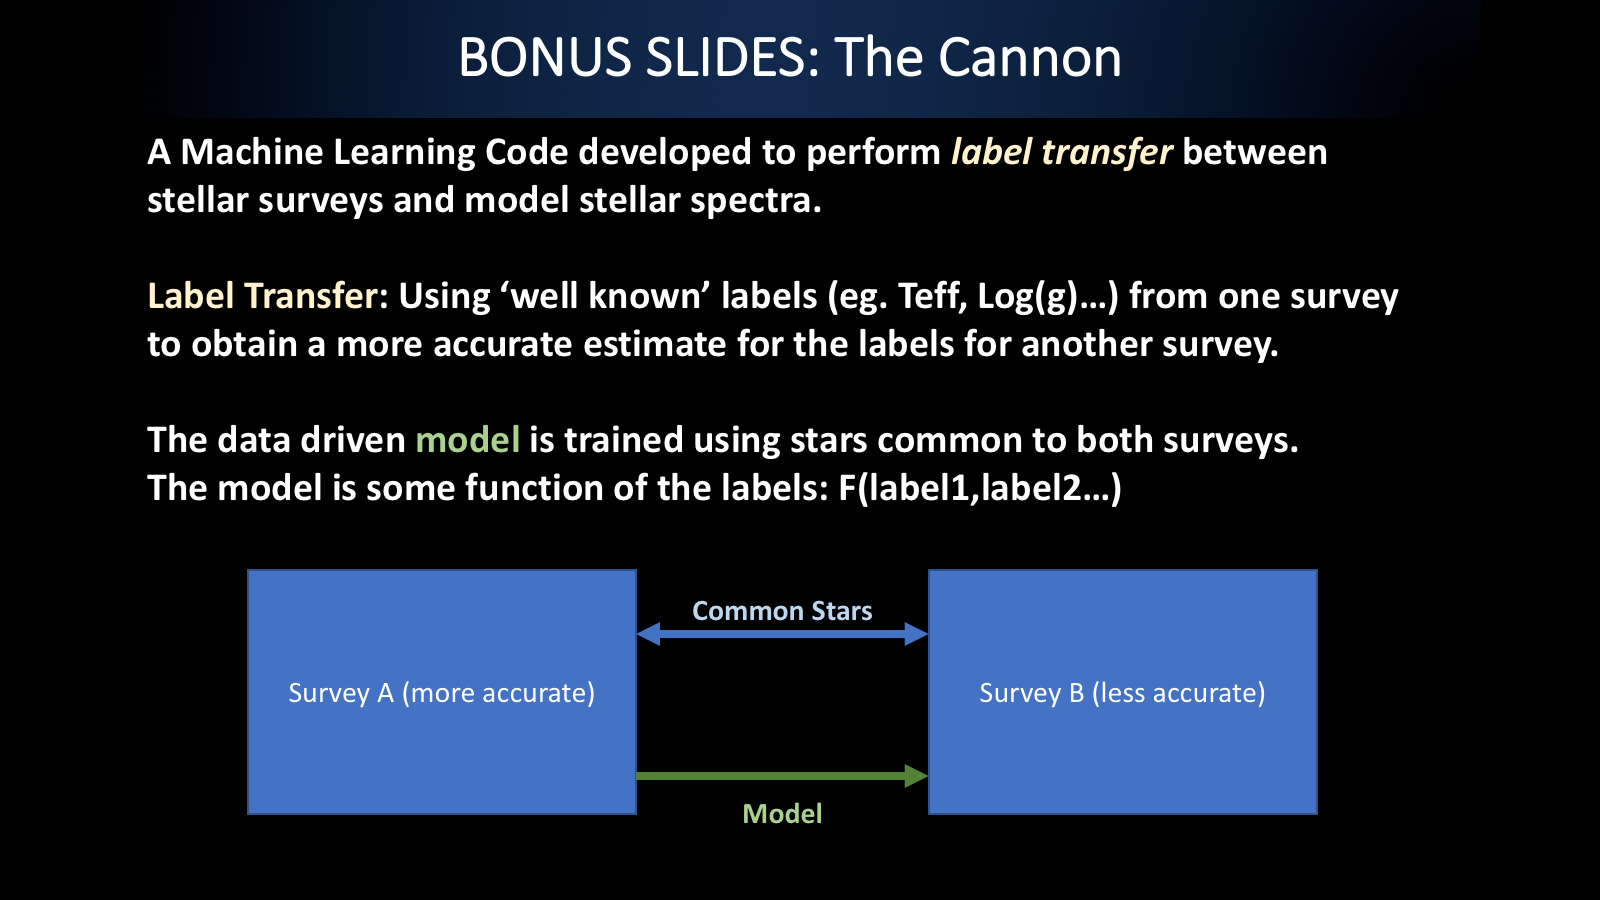 BONUS SLIDES: The Cannon
A Machine Learning Code developed to perform label transfer between
stellar surveys and model stellar spectra.
Label Transfer: Using ‘well known’ labels (eg. Teff, Log(g)…) from one survey
to obtain a more accurate estimate for the labels for another survey.
The data driven model is trained using stars common to both surveys.
The model is some function of the labels: F(label1,label2…)
Common Stars
Survey A (more accurate)
Survey B (less accurate)
Model